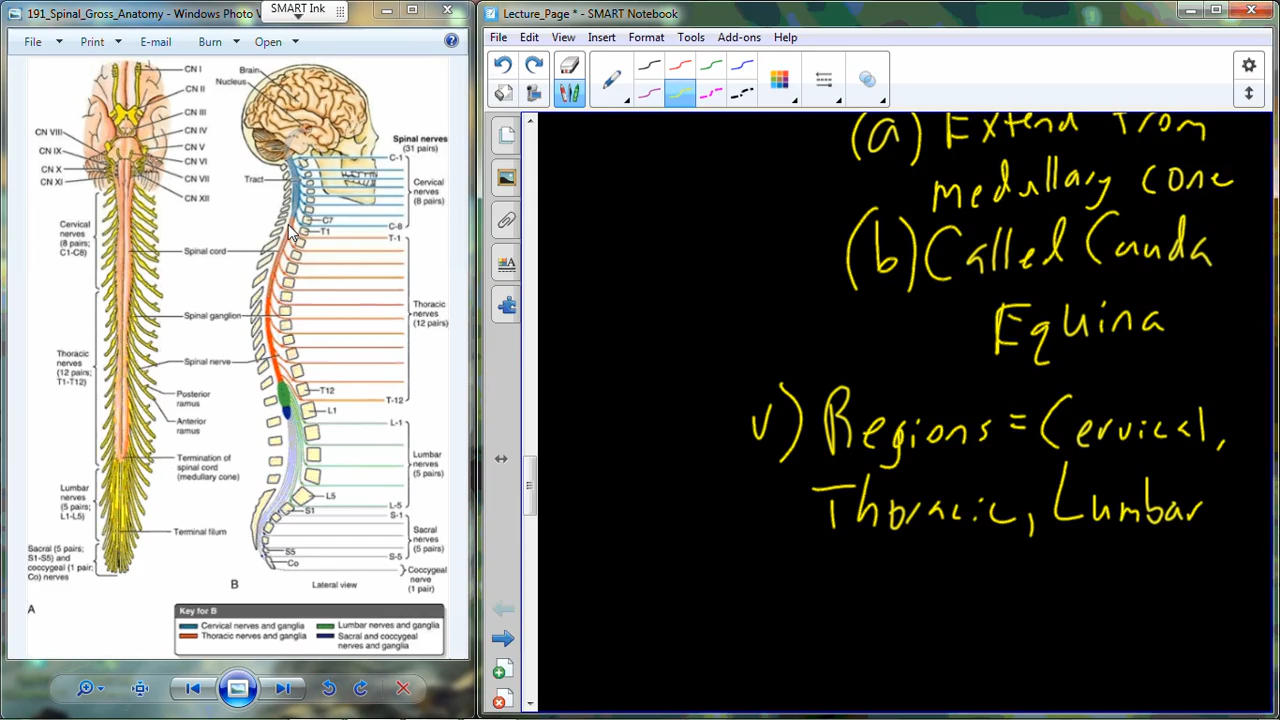 191_Spinal_Gross_Anatomy - Windows Photo V
SMART Ink
File Print E-mail Burn Open
CN I
CN II
CN III
CN IV
CN V
CN VI
CN VII
CN XII
CN VIII
CN IX
CN X
CN XI
Cervical
nerves
(8 pairs;
C1-C8)
Spinal cord
Spinal ganglion
Thoracic
nerves
(12 pairs;
T1-T12)
Spinal nerve
Posterior
ramus
Anterior
ramus
Termination of
spinal cord
(medullary cone)
Lumbar
nerves
(5 pairs;
L1-L5)
Terminal filum
Sacral (5 pairs;
S1-S5) and
coccygeal (1 pair;
Co) nerves
A
Brain
Nucleus
Tract
Spinal nerves
(31 pairs)
C-1
Cervical
nerves
(8 pairs)
C7
C-8
T1
T-1
Thoracic
nerves
(12 pairs)
T12
T-12
L1
L-1
Lumbar
nerves
(5 pairs)
L5
L-5
S1
S-1
Sacral
nerves
(5 pairs)
S5
S-5
Co
Coccygeal
nerve
(1 pair)
B
Lateral view
Key for B
Cervical nerves and ganglia
Thoracic nerves and ganglia
Lumbar nerves and ganglia
Sacral and coccygeal
nerves and ganglia
Lecture_Page * - SMART Notebook
File Edit View Insert Format Tools Add-ons Help
(a) Extend from
medullary cone
(b) Called Cauda
Equina
v) Regions = Cervical,
Thoracic, Lumbar